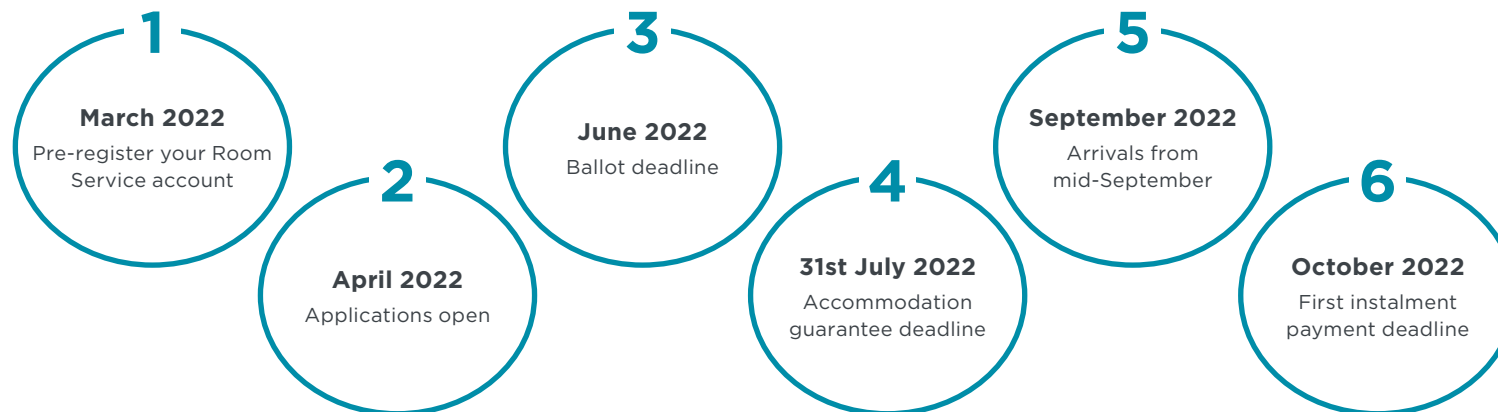 1
March 2022
Pre-register your Room
Service account
2
April 2022
Applications open
3
June 2022
Ballot deadline
4
31st July 2022
Accommodation
guarantee deadline
5
September 2022
Arrivals from
mid-September
6
October 2022
First instalment
payment deadline